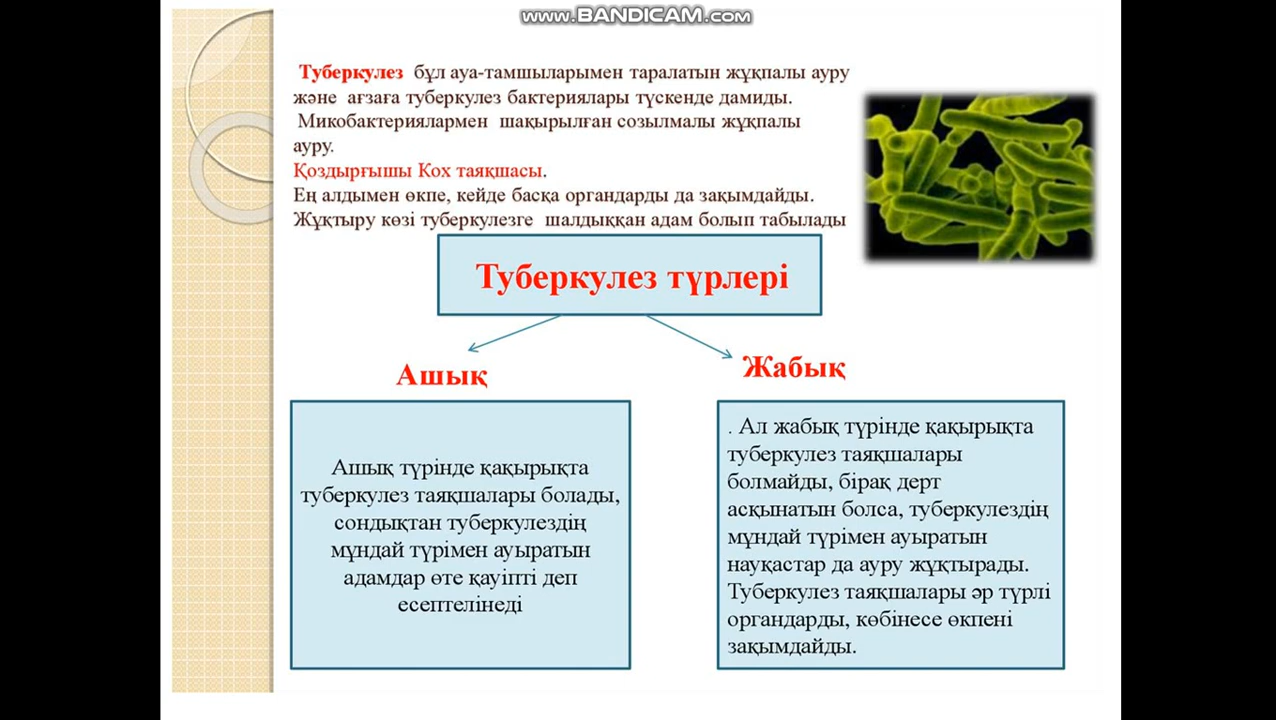 www.BANDICAM.com
Туберкулез бұл ауа-тамшыларымен таралатын жұқпалы ауру
және ағзаға туберкулез бактериялары түскенде дамиды.
Микобактериялармен шақырылған созылмалы жұқпалы
ауру.
Қоздырғышы Кох таяқшасы.
Ең алдымен өкпе, кейде басқа органдарды да зақымдайды.
Жұқтыру көзі туберкулезге шалдыққан адам болып табылады
Туберкулез түрлері
Ашық
Жабық
Ашық түрінде қақырықта
туберкулез таяқшалары болады,
сондықтан туберкулездің
мұндай түрімен ауыратын
адамдар өте қауіпті деп
есептелінеді
. Ал жабық түрінде қақырықта
туберкулез таяқшалары
болмайды, бірақ дерт
асқынатын болса, туберкулездің
мұндай түрімен ауыратын
науқастар да ауру жұқтырады.
Туберкулез таяқшалары әр түрлі
органдарды, көбінесе өкпені
зақымдайды.